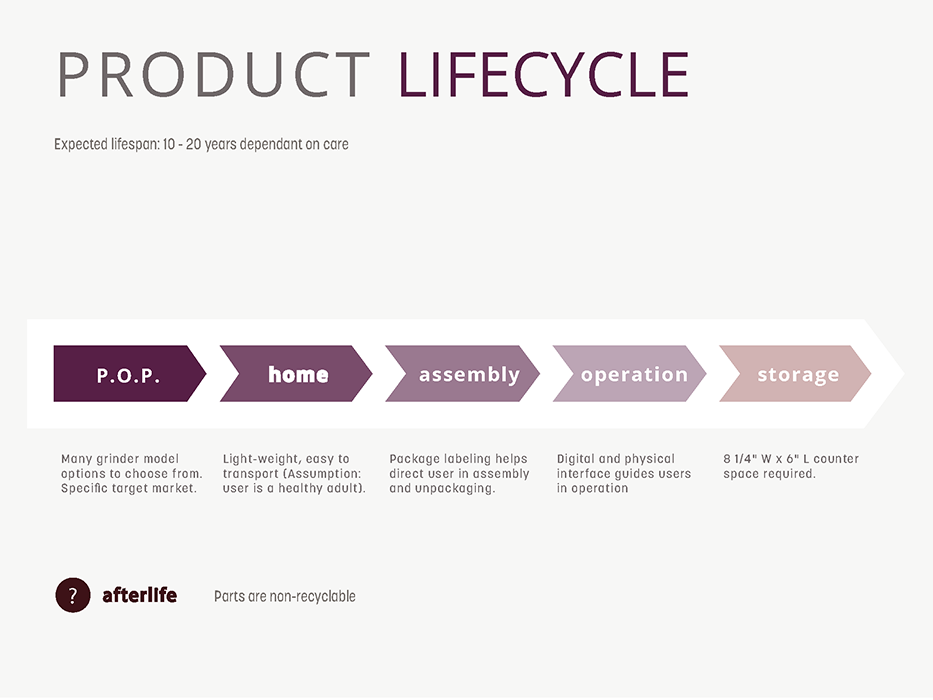 PRODUCT LIFECYCLE
Expected lifespan: 10 - 20 years dependant on care
P.O.P.
home
assembly
operation
storage
Many grinder model
options to choose from.
Specific target market.
Light-weight, easy to
transport (Assumption:
user is a healthy adult).
Package labeling helps
direct user in assembly
and unpackaging.
Digital and physical
interface guides users
in operation
8 1/4" W x 6" L counter
space required.
?
afterlife
Parts are non-recyclable